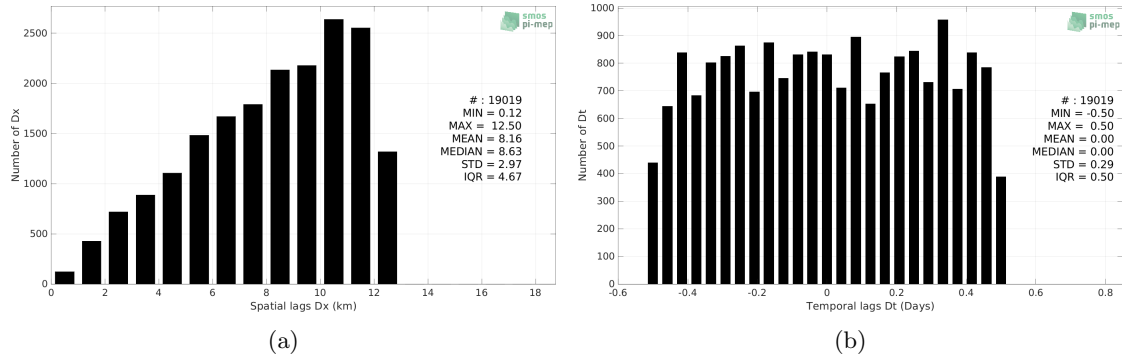 2500
2000
1500
1000
500
0
Number of Dx
0 2 4 6 8 10 12 14 16 18
Spatial lags Dx (km)
smos
pi-mep
# : 19019
MIN = 0.12
MAX = 12.50
MEAN = 8.16
MEDIAN = 8.63
STD = 2.97
IQR = 4.67
(a)
1000
900
800
700
600
500
400
300
200
100
0
Number of Dt
-0.6 -0.4 -0.2 0 0.2 0.4 0.6 0.8
Temporal lags Dt (Days)
smos
pi-mep
# : 19019
MIN = -0.50
MAX = 0.50
MEAN = 0.00
MEDIAN = 0.00
STD = 0.29
IQR = 0.50
(b)